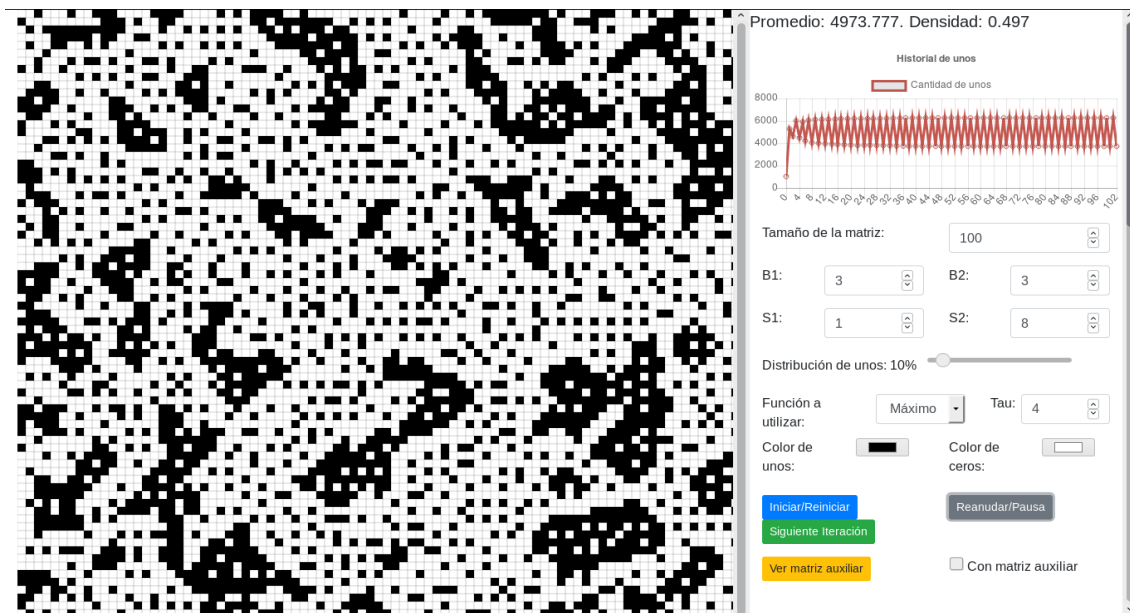 Promedio: 4973.777. Densidad: 0.497
Historial de unos
Cantidad de unos
8000
6000
4000
2000
0
0 4 8 12 16 20 24 28 32 36 40 44 48 52 56 60 64 68 72 76 80 84 88 92 96 102
Tamaño de la matriz: 100
B1: 3 B2: 3
S1: 1 S2: 8
Distribución de unos: 10%
Función a utilizar: Máximo Tau: 4
Color de unos: Color de ceros:
Iniciar/Reiniciar Reanudar/Pausa
Siguiente Iteración
Ver matriz auxiliar Con matriz auxiliar